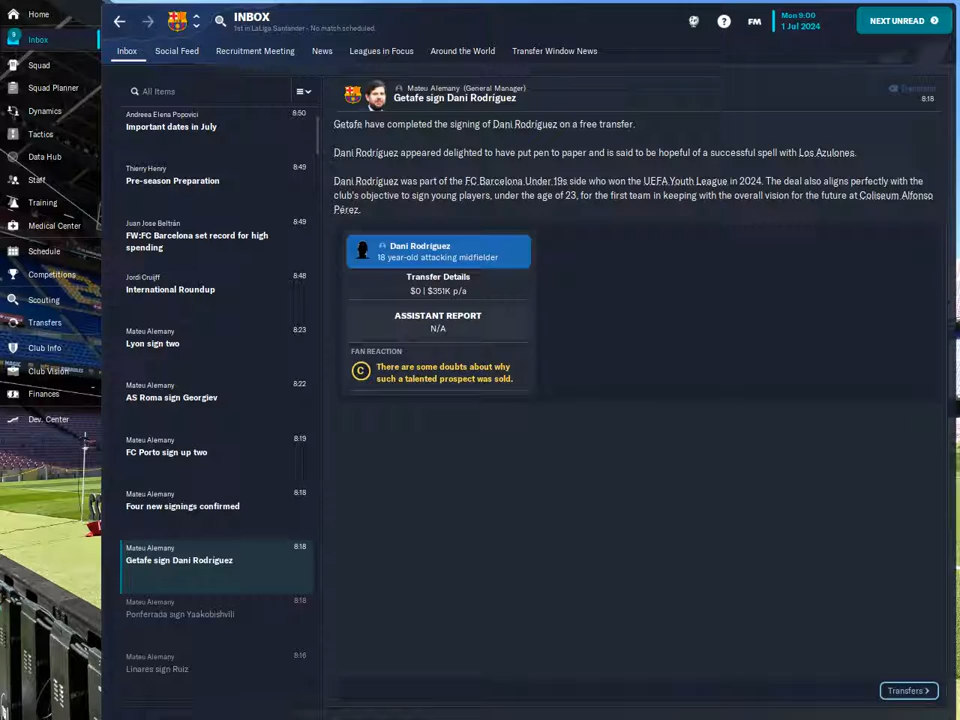 Home
INBOX
1st in LaLiga Santander - No match scheduled.
FM
Mon 9:00
1 Jul 2024
NEXT UNREAD
Inbox
Squad
Squad Planner
Dynamics
Tactics
Data Hub
Staff
Training
Medical Center
Schedule
Competitions
Scouting
Transfers
Club Info
Club Vision
Finances
Dev. Center
Inbox Social Feed Recruitment Meeting News Leagues in Focus Around the World Transfer Window News
All Items
Andreea Elena Popovici 8:50
Important dates in July
Thierry Henry 8:49
Pre-season Preparation
Juan Jose Beltrán 8:49
FW:FC Barcelona set record for high
spending
Jordi Cruijff 8:48
International Roundup
Mateu Alemany 8:23
Lyon sign two
Mateu Alemany 8:22
AS Roma sign Georgiev
Mateu Alemany 8:19
FC Porto sign up two
Mateu Alemany 8:18
Four new signings confirmed
Mateu Alemany 8:18
Getafe sign Dani Rodríguez
Mateu Alemany 8:18
Ponferrada sign Yaakobishvili
Mateu Alemany 8:16
Linares sign Ruiz
Mateu Alemany (General Manager)
Getafe sign Dani Rodríguez
Translate
8:18
Getafe have completed the signing of Dani Rodríguez on a free transfer.
Dani Rodríguez appeared delighted to have put pen to paper and is said to be hopeful of a successful spell with Los Azulones.
Dani Rodríguez was part of the FC Barcelona Under 19s side who won the UEFA Youth League in 2024. The deal also aligns perfectly with the
club's objective to sign young players, under the age of 23, for the first team in keeping with the overall vision for the future at Coliseum Alfonso
Pérez.
Dani Rodríguez
18 year-old attacking midfielder
Transfer Details
$0 | $351K p/a
ASSISTANT REPORT
N/A
FAN REACTION
C
There are some doubts about why
such a talented prospect was sold.
Transfers